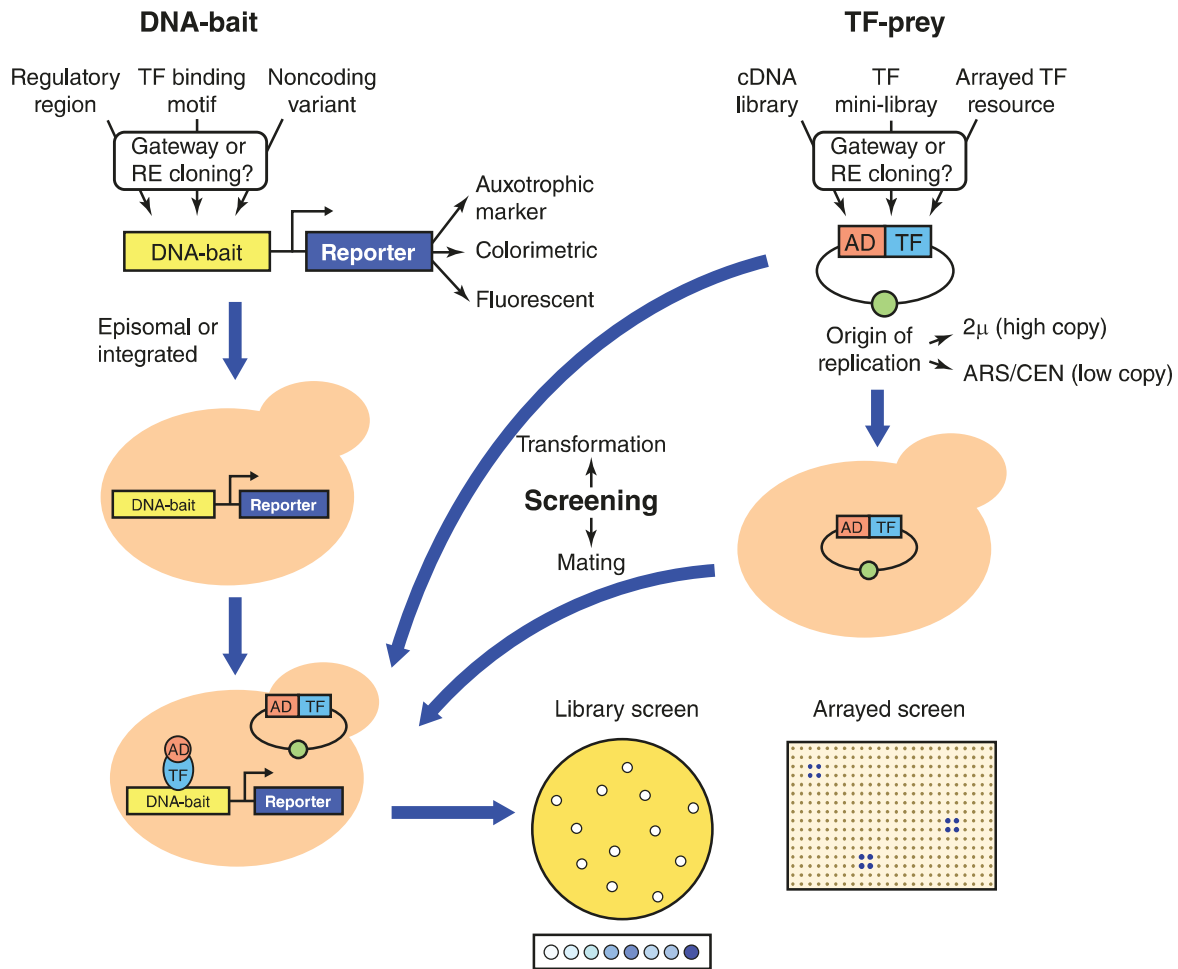 DNA-bait
Regulatory
region
TF binding
motif
Noncoding
variant
Gateway or
RE cloning?
DNA-bait
Reporter
Auxotrophic
marker
Colorimetric
Fluorescent
Episomal or
integrated
DNA-bait
Reporter
TF-prey
cDNA
library
TF
mini-libray
Arrayed TF
resource
Gateway or
RE cloning?
AD
TF
Origin of
replication
2μ (high copy)
ARS/CEN (low copy)
AD
TF
Transformation
Screening
Mating
AD
TF
AD
TF
DNA-bait
Reporter
Library screen
Arrayed screen